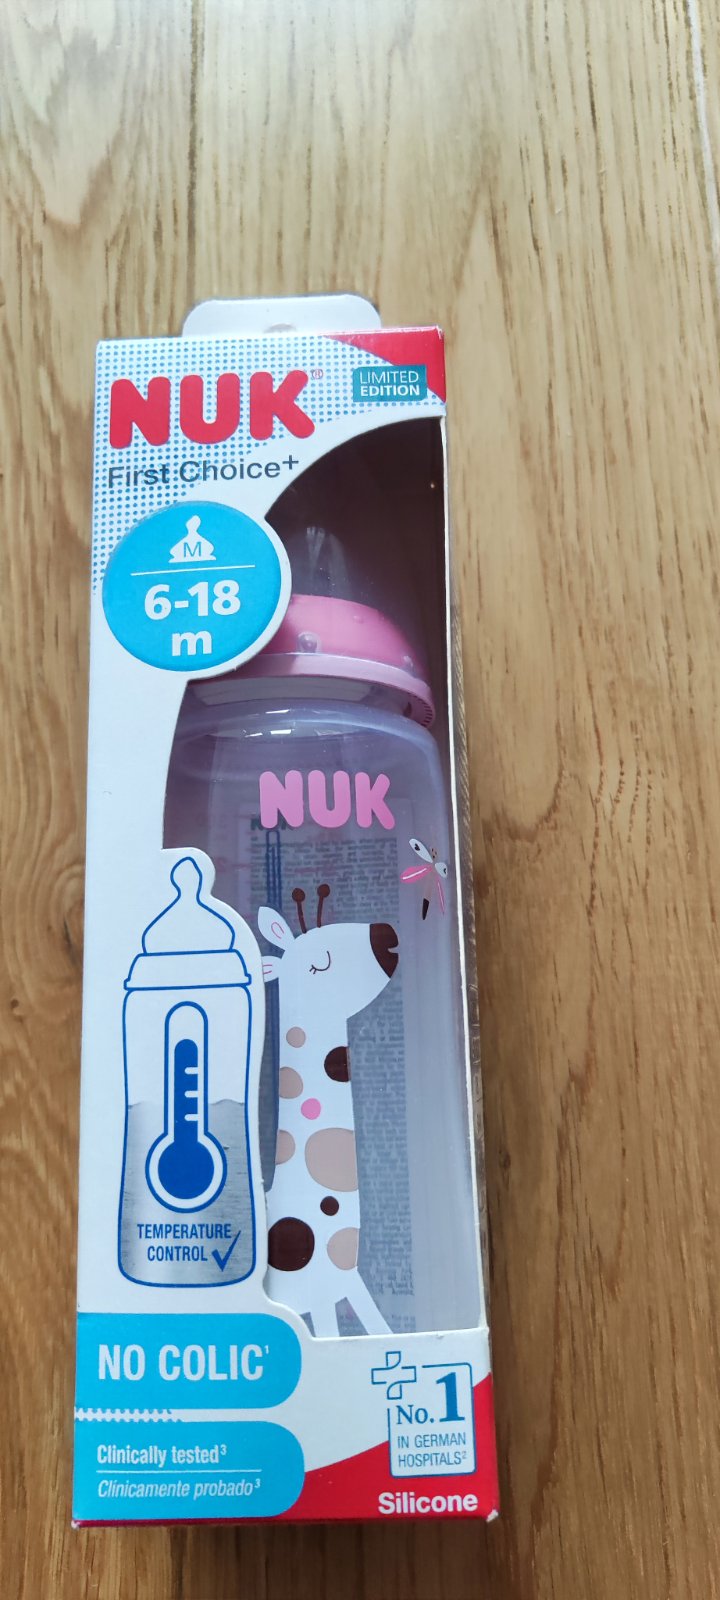 NUK®
LIMITED
EDITION
First Choice+
M
6-18
m
NUK
TEMPERATURE
CONTROL
NO COLIC¹
Clinically tested³
Clínicamente probado³
No.1
IN GERMAN
HOSPITALS²
Silicone